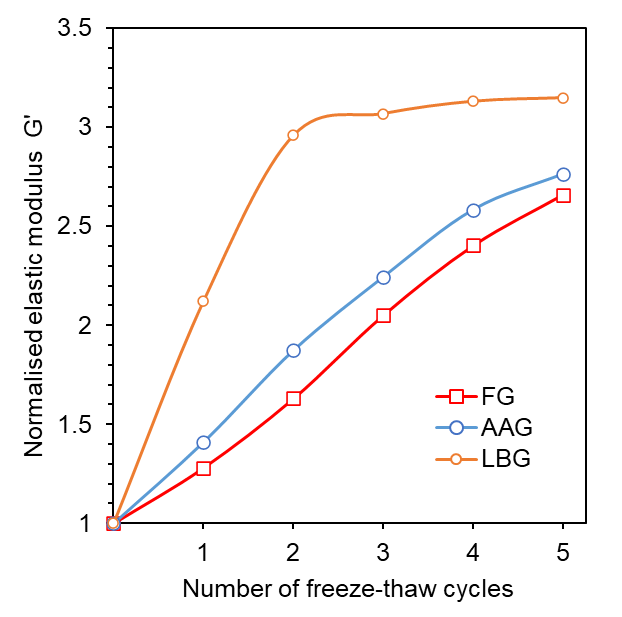 Normalised elastic modulus G'
3.5
3
2.5
2
1.5
1
FG
AAG
LBG
1 2 3 4 5
Number of freeze-thaw cycles